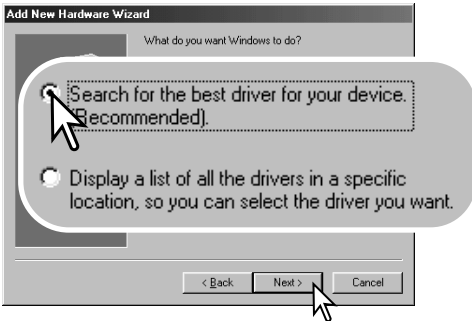 Add New Hardware Wizard
What do you want Windows to do?
Search for the best driver for your device.
(Recommended).
Display a list of all the drivers in a specific
location, so you can select the driver you want.
< Back
Next >
Cancel